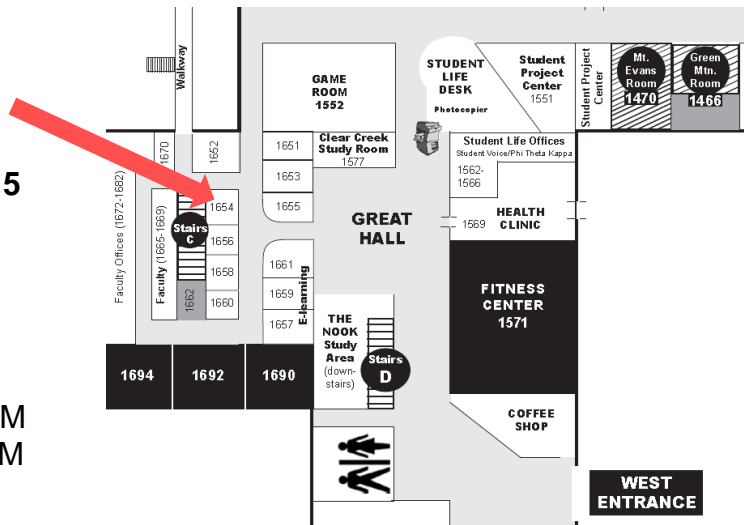 Walkway
GAME
ROOM
1552
STUDENT
LIFE
DESK
Photocopier
Student
Project
Center
1551
Student Project
Center
Mt.
Evans
Room
1470
Green
Mtn.
Room
1466
1670
1652
1651
Clear Creek
Study Room
1577
Student Life Offices
Student Voice/Phi Theta Kappa
1562-
1566
1653
5
1654
1655
Faculty Offices (1672-1682)
Faculty (1665-1669)
Stairs
C
GREAT
HALL
1569
HEALTH
CLINIC
1656
1658
1660
1662
1661
1659
1657
E-learning
FITNESS
CENTER
1571
THE
NOOK
Study
Area
(down-
stairs)
Stairs
D
1694
1692
1690
COFFEE
SHOP
M
M
WEST
ENTRANCE